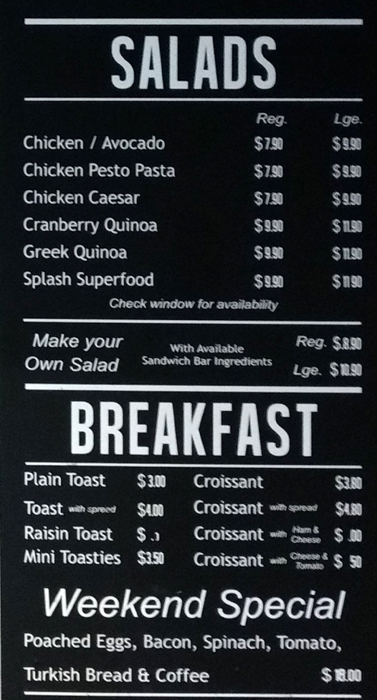 SALADS
Reg. Lge.
Chicken / Avocado $7.90 $9.90
Chicken Pesto Pasta $7.90 $9.90
Chicken Caesar $7.90 $9.90
Cranberry Quinoa $9.90 $11.90
Greek Quinoa $9.90 $11.90
Splash Superfood $9.90 $11.90
Check window for availability
Make your Own Salad With Available Sandwich Bar Ingredients Reg. $8.90
Lge. $10.90
BREAKFAST
Plain Toast $3.00 Croissant $3.80
Toast with spread $4.00 Croissant with spread $4.80
Raisin Toast $ Croissant with Ham & Cheese $ .00
Mini Toasties $3.50 Croissant with Cheese & Tomato $ 50
Weekend Special
Poached Eggs, Bacon, Spinach, Tomato,
Turkish Bread & Coffee $18.00